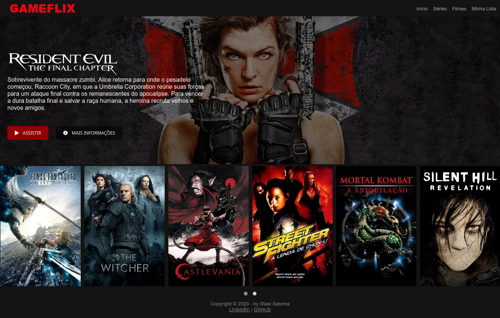 GAMEFLIX
Início Séries Filmes Minha Lista
RESIDENT EVIL
THE FINAL CHAPTER
Sobrevivente do massacre zumbi, Alice retorna para onde o pesadelo
começou, Raccoon City, em que a Umbrella Corporation reúne suas forças
para um ataque final contra os remanescentes do apocalipse. Para vencer
a dura batalha final e salvar a raça humana, a heroína recruta velhos e
novos amigos.
ASSISTIR
MAIS INFORMAÇÕES
FINAL FANTASY
THE
WITCHER
CASTLEVANIA
STREET
FIGHTER
A LENDA DE CHUN-LI
MORTAL KOMBAT
A ANIQUILAÇÃO
SILENT HILL
REVELATION
Copyright © 2020 - by Stael Sabrina
LinkedIn | GitHub